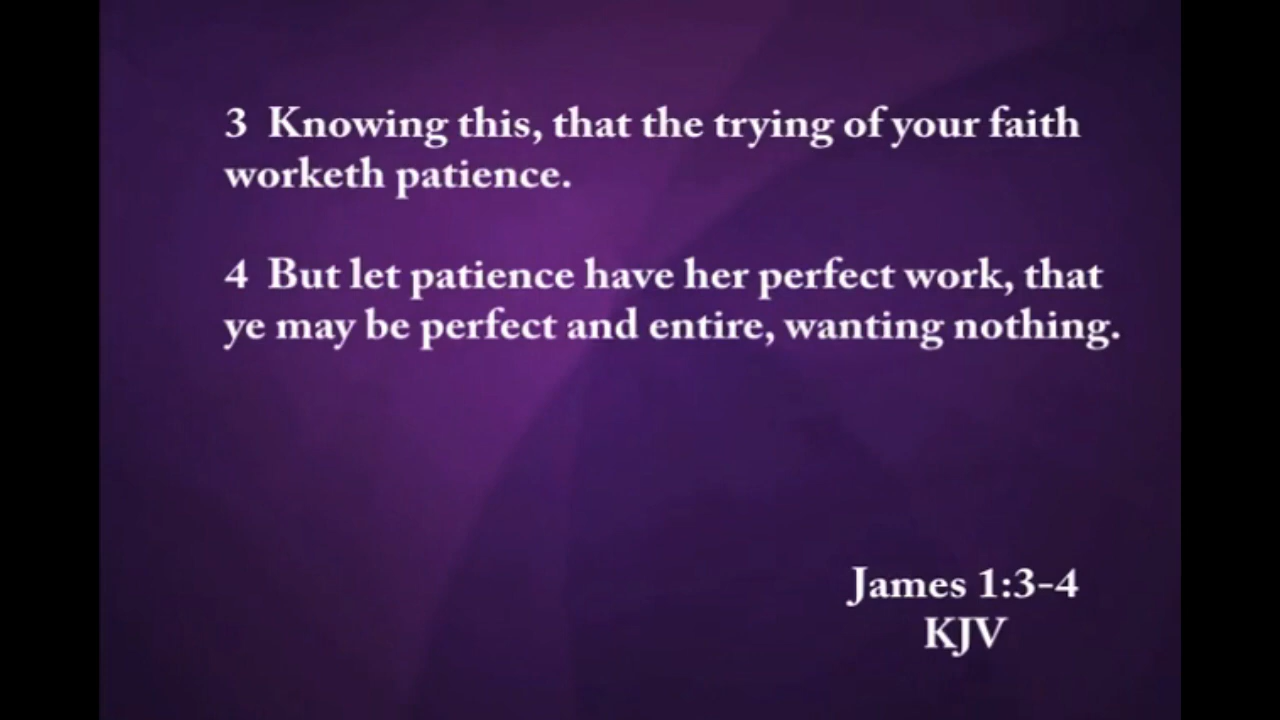 3 Knowing this, that the trying of your faith
worketh patience.
4 But let patience have her perfect work, that
ye may be perfect and entire, wanting nothing.
James 1:3-4
KJV